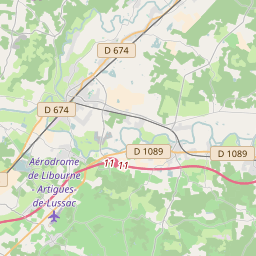 D 674
D 674
D 1089
D 1089
11 11
Aérodrome
de Libourne
- Artigues-
de-Lussac